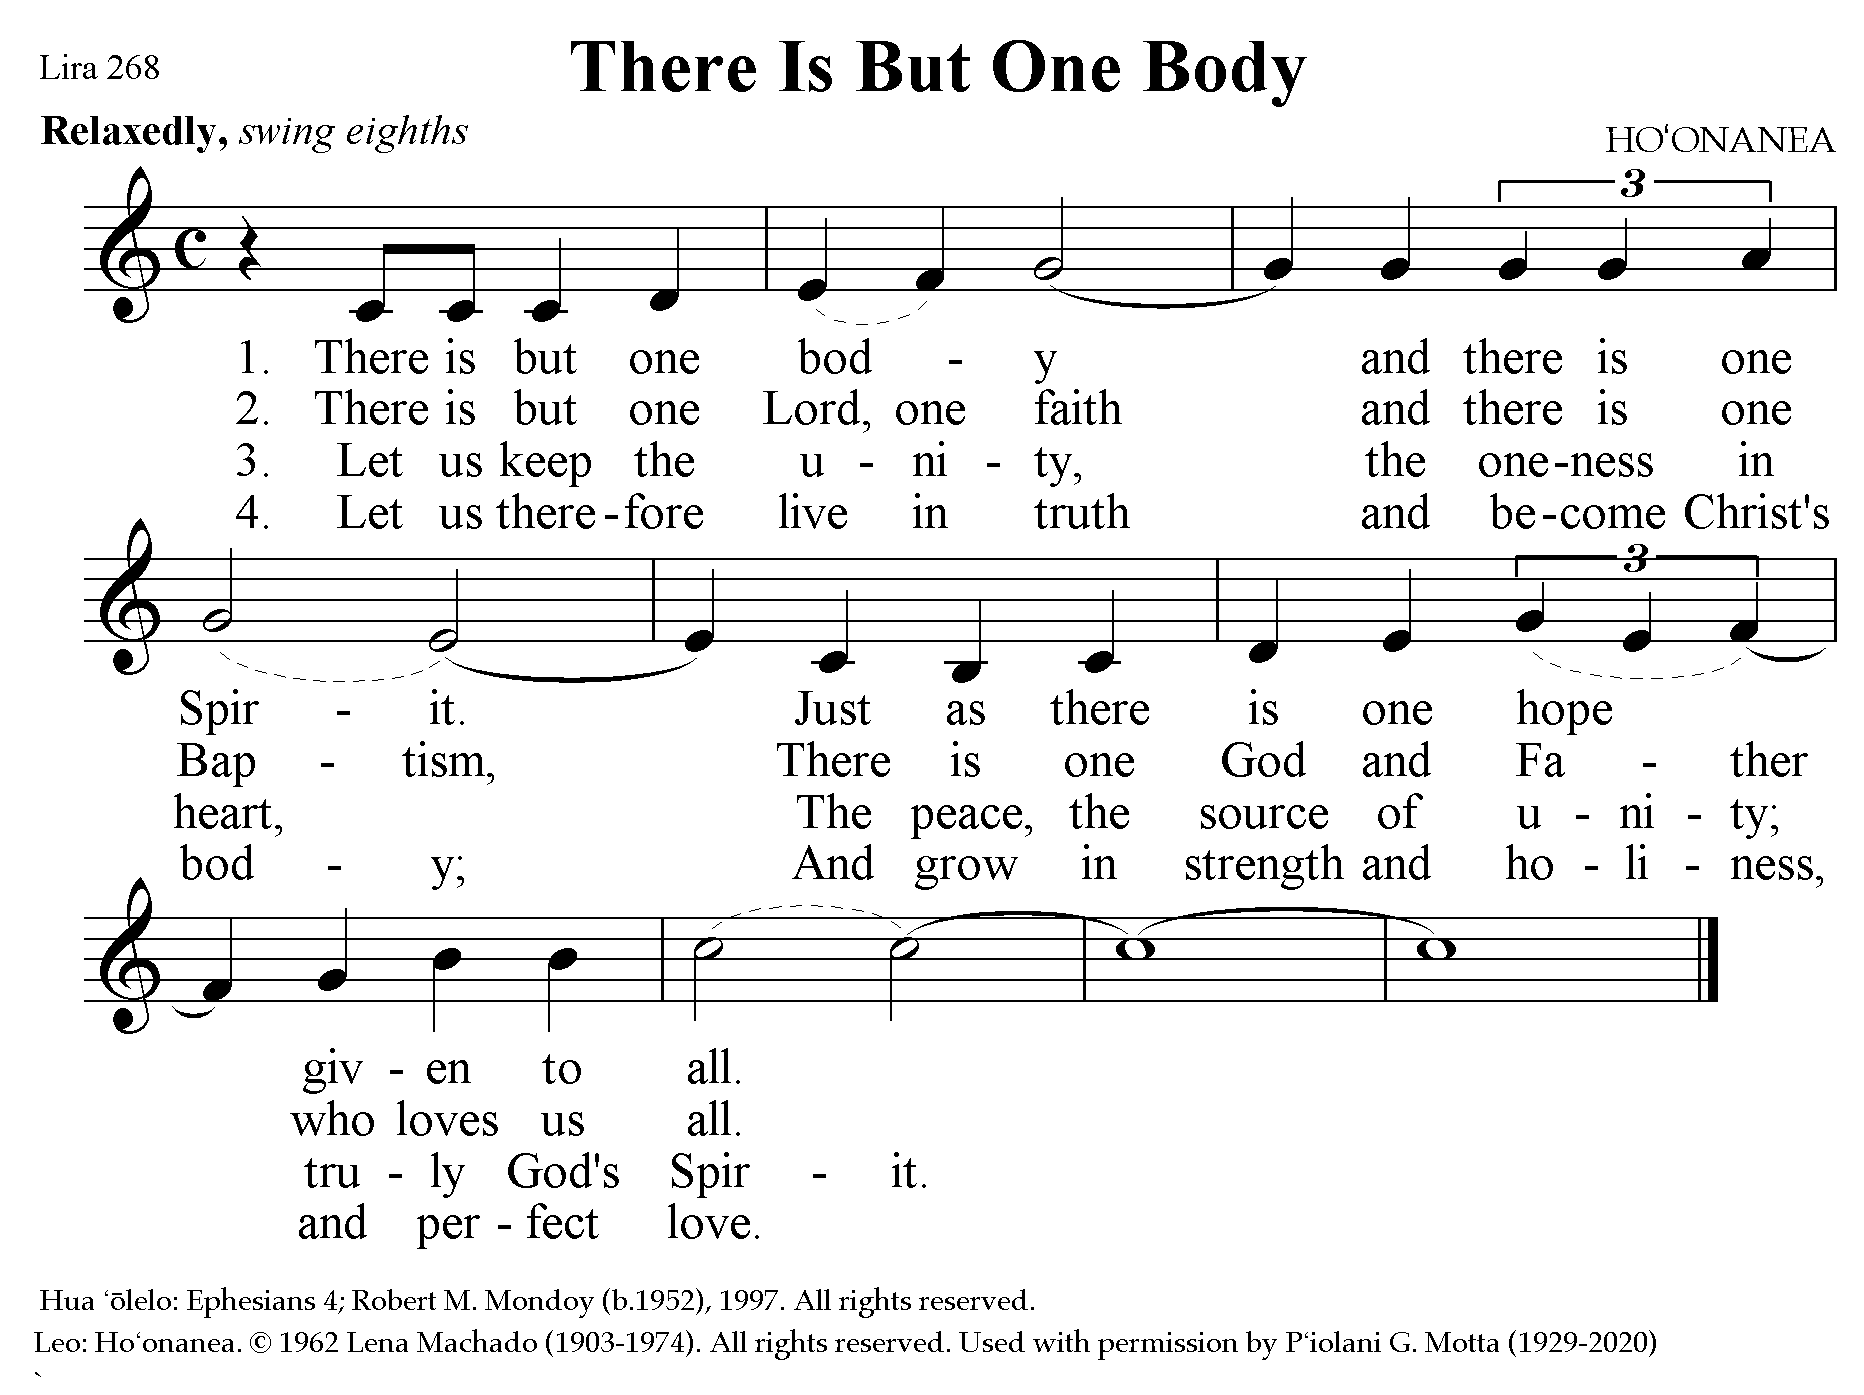 Lira 268
There Is But One Body
Relaxedly, swing eighths
HOʻONANEA
3
1. There is but one bod - y and there is one
2. There is but one Lord, one faith and there is one
3. Let us keep the u - ni - ty, the one-ness in
4. Let us there-fore live in truth and be-come Christ's
3
Spir - it. Just as there is one hope
Bap - tism, There is one God and Fa - ther
heart, The peace, the source of u - ni - ty;
bod - y; And grow in strength and ho - li - ness,
giv - en to all.
who loves us all.
tru - ly God's Spir - it.
and per - fect love.
Hua ʻōlelo: Ephesians 4; Robert M. Mondoy (b.1952), 1997. All rights reserved.
Leo: Hoʻonanea. © 1962 Lena Machado (1903-1974). All rights reserved. Used with permission by Pʻiolani G. Motta (1929-2020)
`